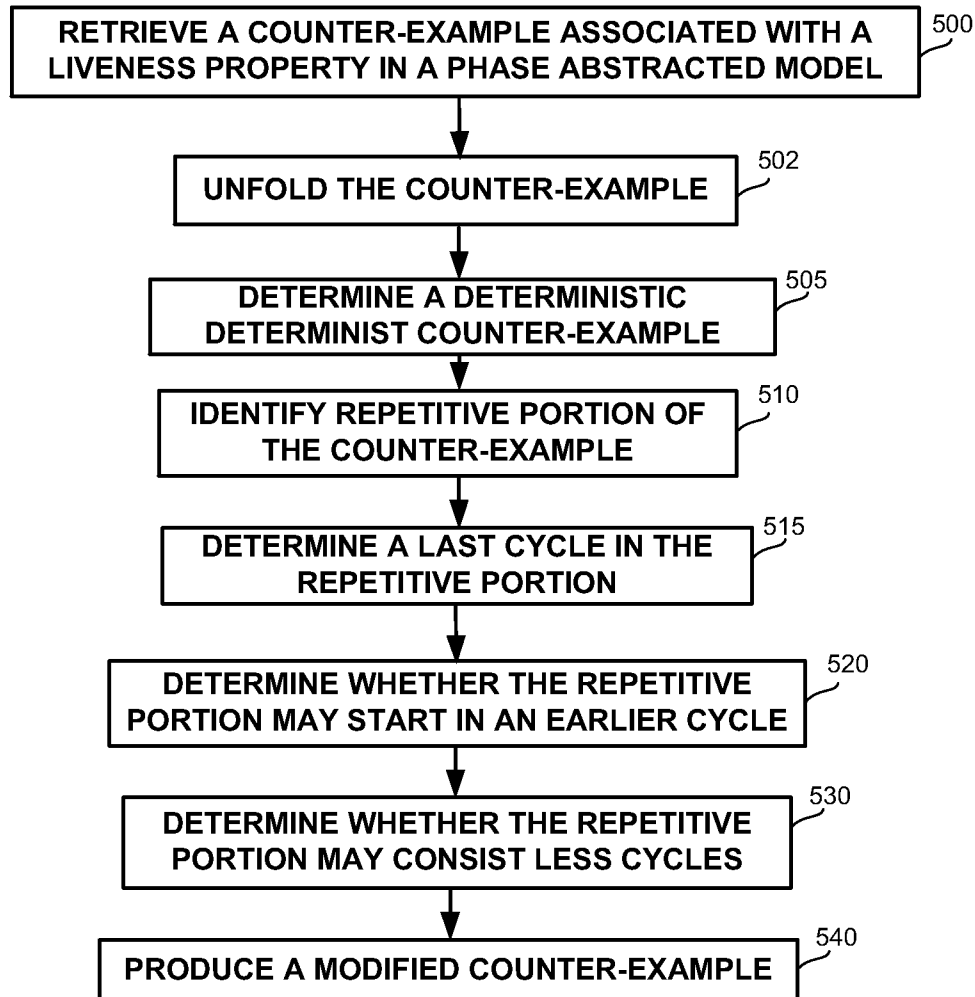 RETRIEVE A COUNTER-EXAMPLE ASSOCIATED WITH A
LIVENESS PROPERTY IN A PHASE ABSTRACTED MODEL
500
UNFOLD THE COUNTER-EXAMPLE
502
DETERMINE A DETERMINISTIC
DETERMINIST COUNTER-EXAMPLE
505
IDENTIFY REPETITIVE PORTION OF
THE COUNTER-EXAMPLE
510
DETERMINE A LAST CYCLE IN THE
REPETITIVE PORTION
515
DETERMINE WHETHER THE REPETITIVE
PORTION MAY START IN AN EARLIER CYCLE
520
DETERMINE WHETHER THE REPETITIVE
PORTION MAY CONSIST LESS CYCLES
530
PRODUCE A MODIFIED COUNTER-EXAMPLE
540